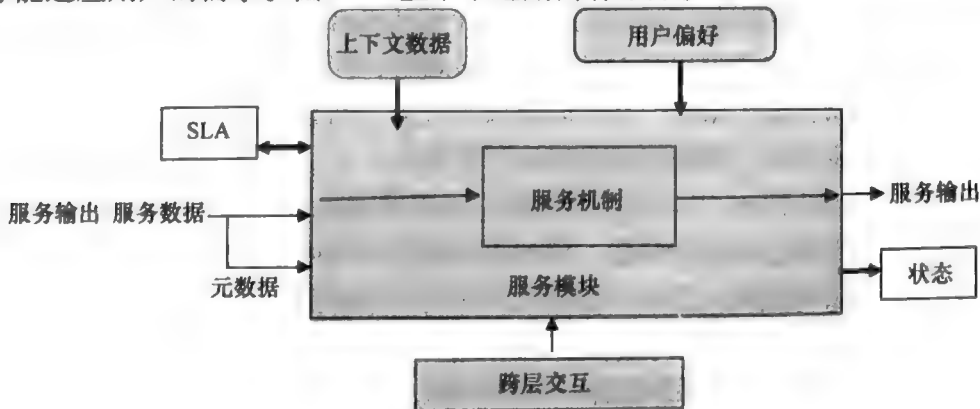 上下文数据
用户偏好
SLA
服务机制
服务输出 服务数据
服务输出
元数据
服务模块
状态
跨层交互